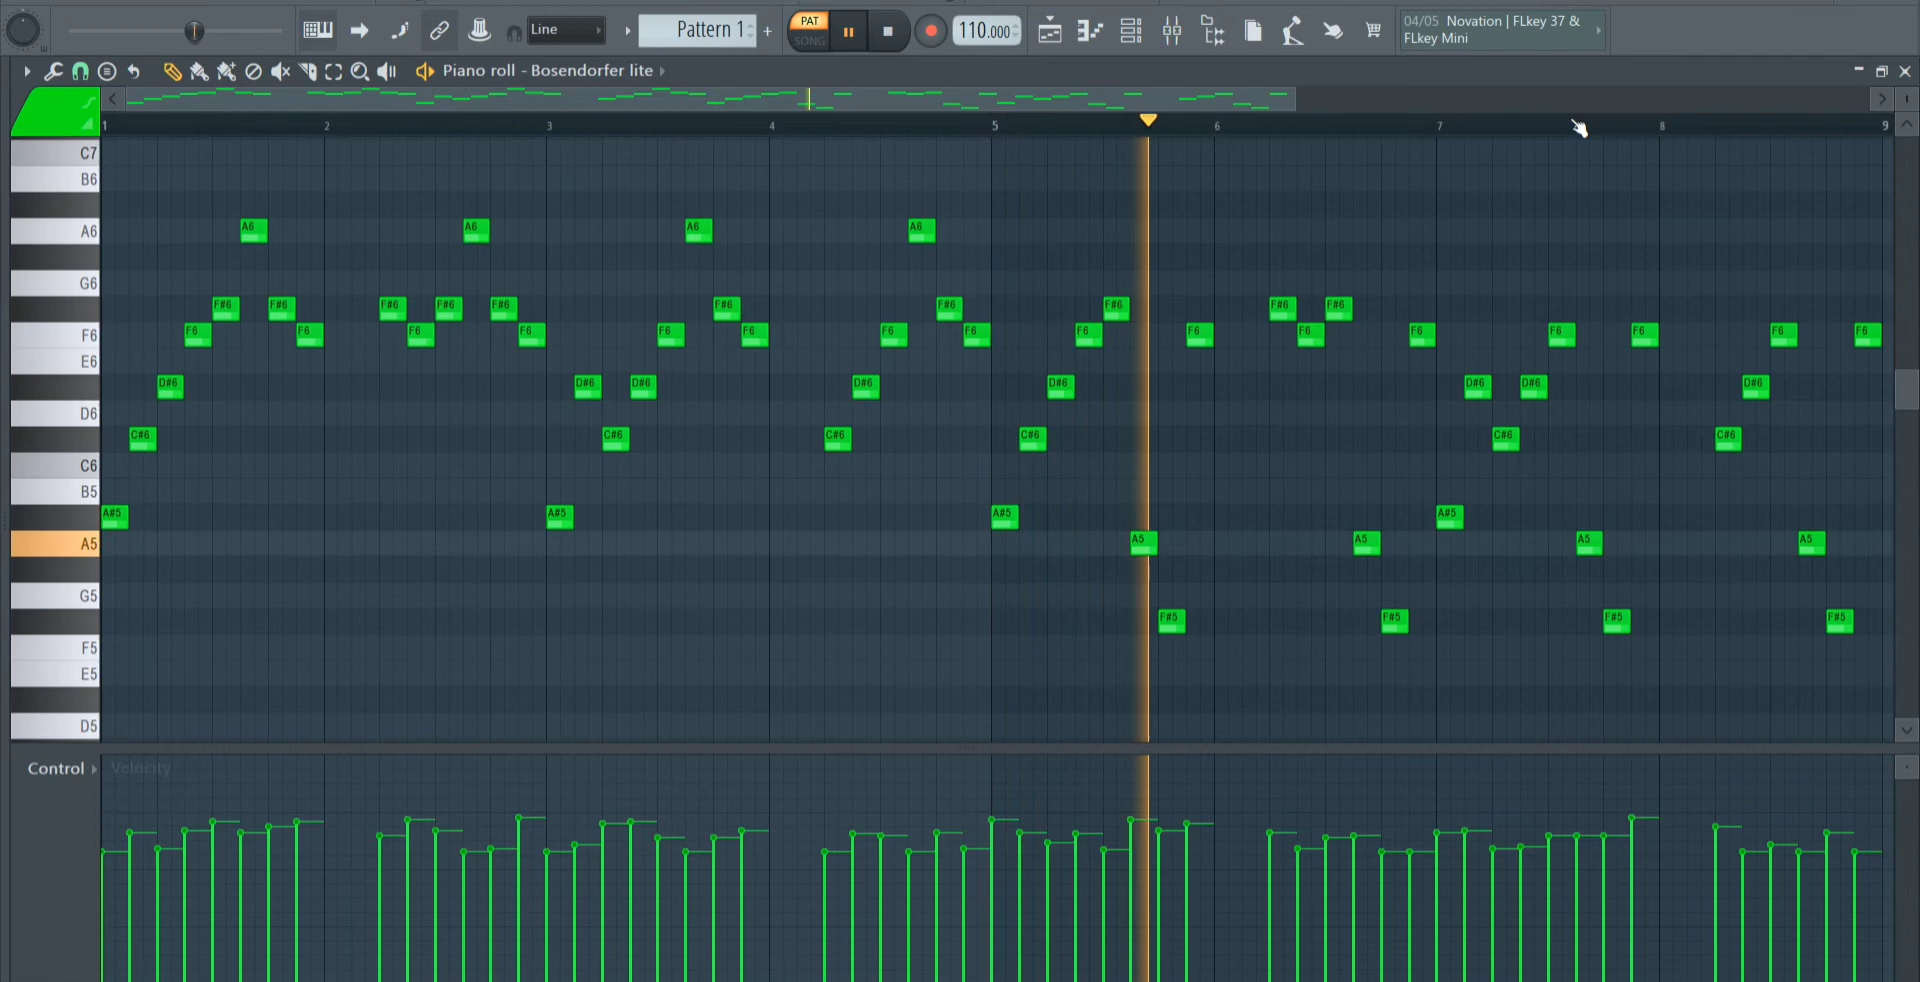 Line
Pattern 1
+
PAT
SONG
110.000
04/05 Novation | FLkey 37 &
FLkey Mini
Piano roll - Bosendorfer lite
1 2 3 4 5 6 7 8 9
C7
B6
A6 A6 A6 A6 A6
G6
F#6 F#6 F#6 F#6 F#6 F#6 F#6 F#6 F#6 F#6
F6 F6 F6 F6 F6 F6 F6 F6 F6 F6 F6 F6 F6 F6 F6 F6 F6
E6
D#6 D#6 D#6 D#6 D#6 D#6 D#6 D#6
D6
C#6 C#6 C#6 C#6 C#6 C#6
C6
B5
A#5 A#5 A#5 A#5
A5 A5 A5 A5 A5
G5
F#5 F#5 F#5 F#5
F5
E5
D5
Control Velocity